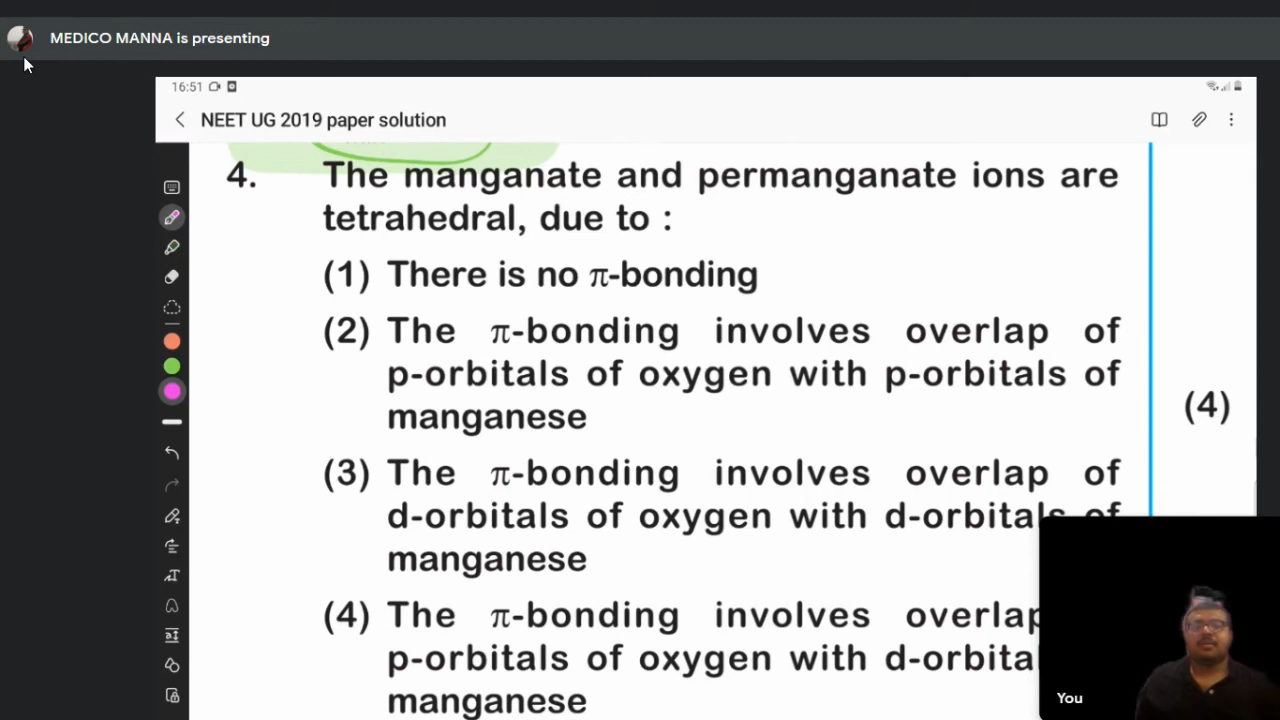 MEDICO MANNA is presenting
16:51
NEET UG 2019 paper solution
4. The manganate and permanganate ions are
tetrahedral, due to :
(1) There is no π-bonding
(2) The π-bonding involves overlap of
p-orbitals of oxygen with p-orbitals of
manganese
(4)
(3) The π-bonding involves overlap of
d-orbitals of oxygen with d-orbitals of
manganese
(4) The π-bonding involves overlap
p-orbitals of oxygen with d-orbital
manganese
You